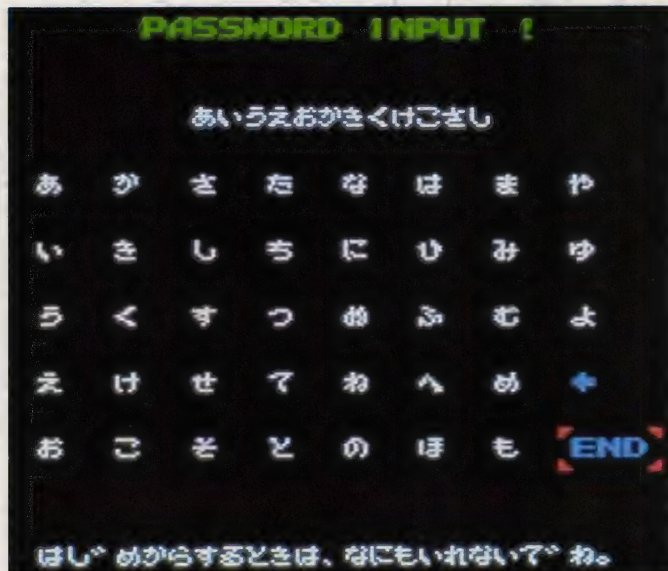 PASSWORD INPUT !
あいうえおかきくけこさし
あ か さ た な は ま や
い き し ち に ひ み ゆ
う く す つ ぬ ふ む よ
え け せ て ね へ め ←
お こ そ と の ほ も END
はし゛めからするときは、なにもいれないて゛ね。